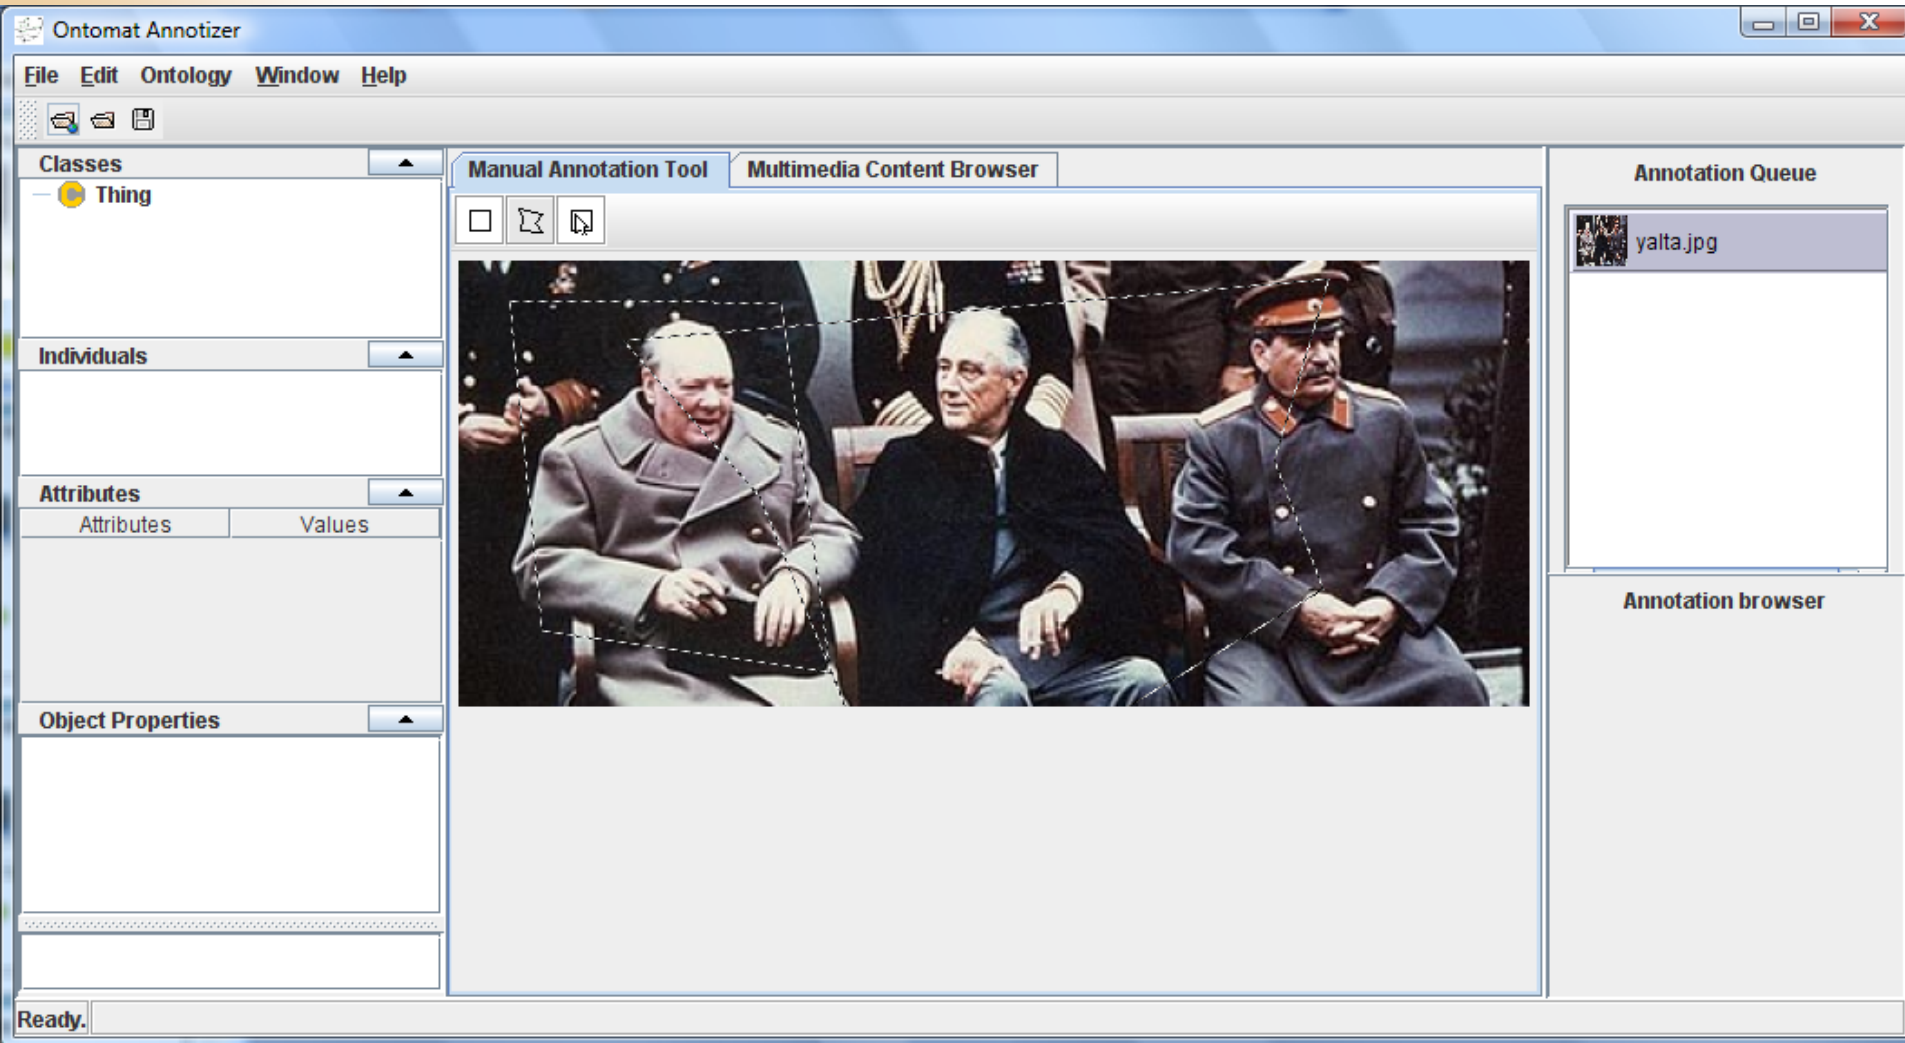 Ontomat Annotizer
File Edit Ontology Window Help
Classes
Thing
Individuals
Attributes
Attributes Values
Object Properties
Manual Annotation Tool Multimedia Content Browser
Annotation Queue
yalta.jpg
Annotation browser
Ready.